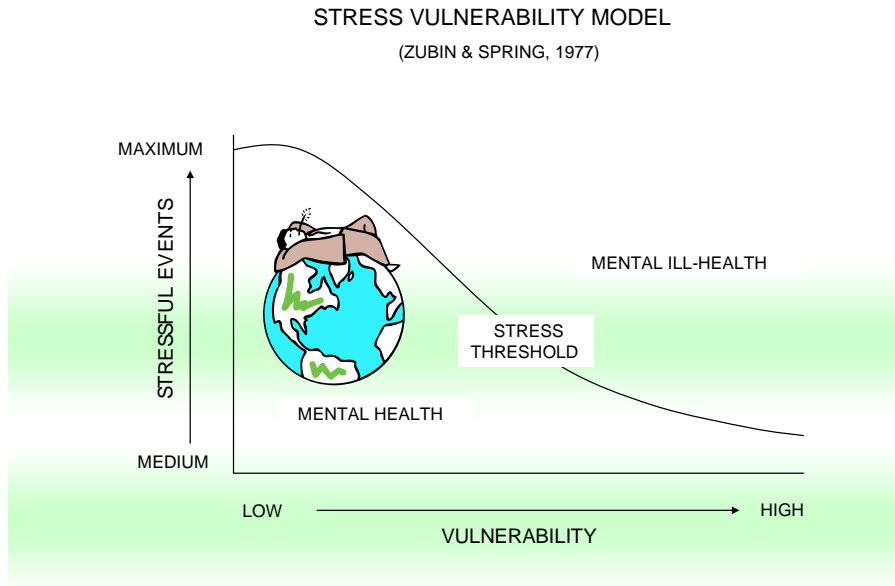 STRESS VULNERABILITY MODEL
(ZUBIN & SPRING, 1977)
MAXIMUM
STRESSFUL EVENTS
MENTAL ILL-HEALTH
STRESS
THRESHOLD
MENTAL HEALTH
MEDIUM
LOW
HIGH
VULNERABILITY